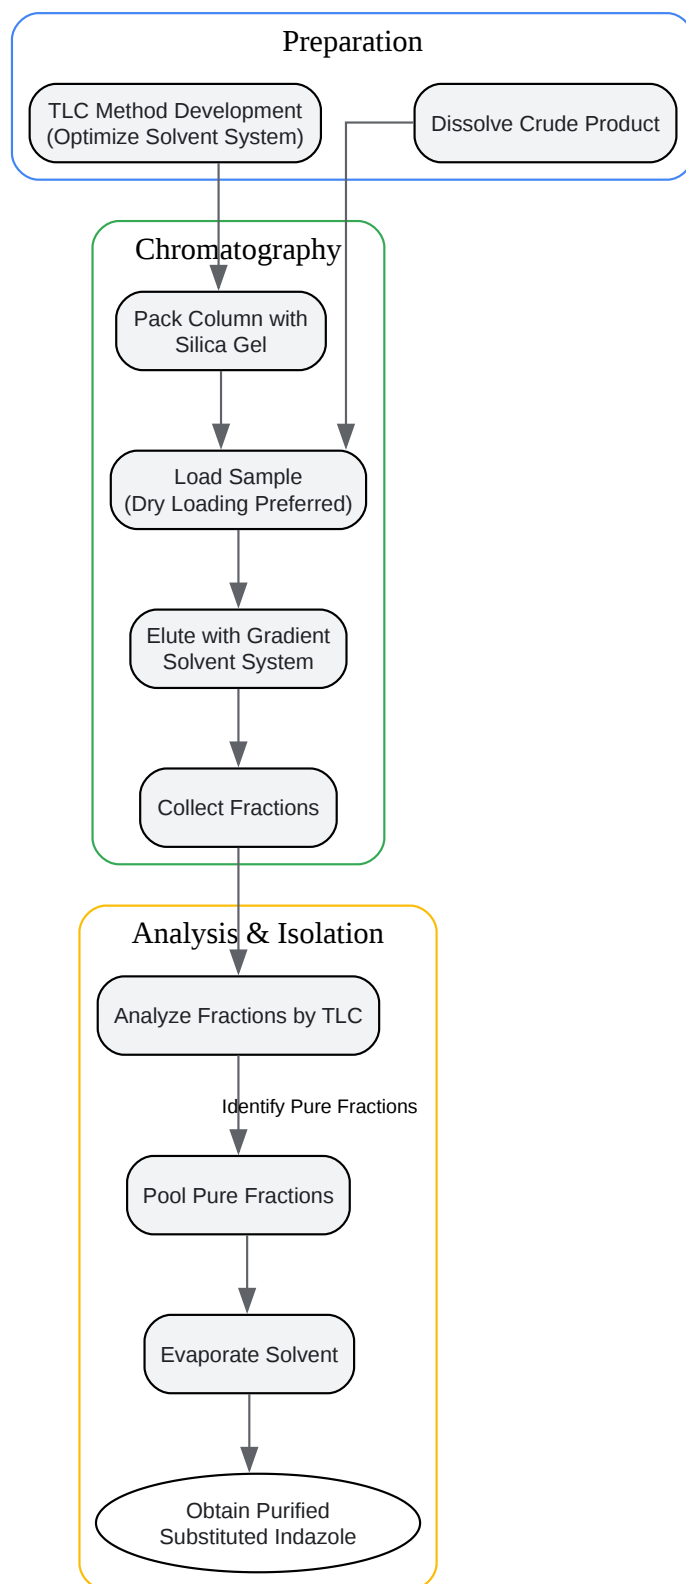 Preparation
TLC Method Development
(Optimize Solvent System)
Dissolve Crude Product
Chromatography
Pack Column with
Silica Gel
Load Sample
(Dry Loading Preferred)
Elute with Gradient
Solvent System
Collect Fractions
Analysis & Isolation
Analyze Fractions by TLC
Identify Pure Fractions
Pool Pure Fractions
Evaporate Solvent
Obtain Purified
Substituted Indazole